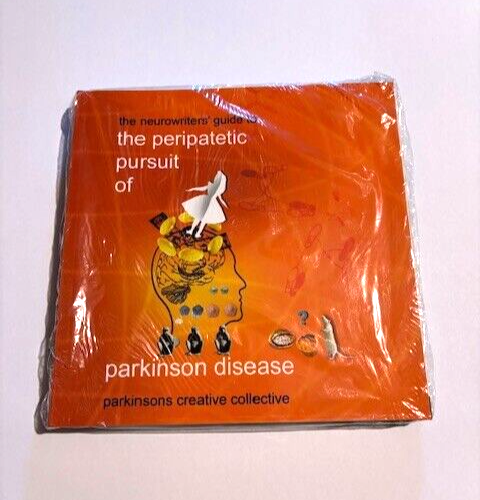 the neurowriters' guide to
the peripatetic
pursuit
of
?
parkinson disease
parkinsons creative collective